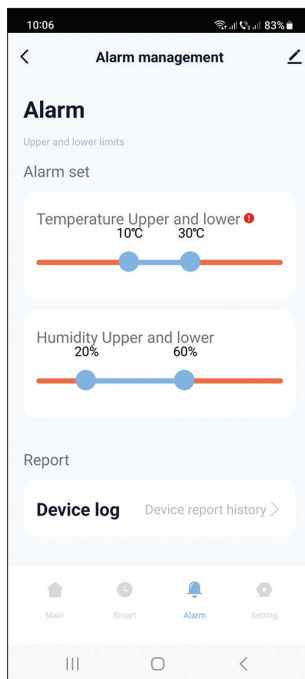 10:06 83%
Alarm management
Alarm
Upper and lower limits
Alarm set
Temperature Upper and lower
10℃ 30℃
Humidity Upper and lower
20% 60%
Report
Device log Device report history
Main Smart Alarm Setting